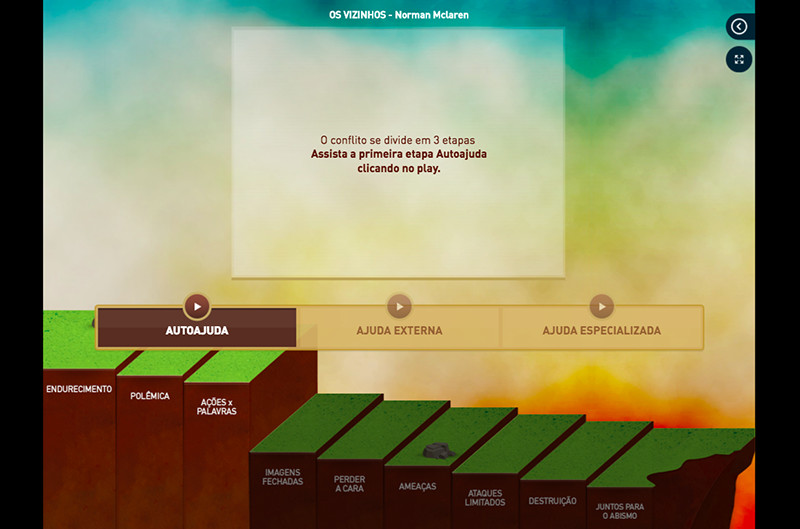 OS VIZINHOS - Norman Mclaren
O conflito se divide em 3 etapas
Assista a primeira etapa Autoajuda
clicando no play.
AUTOAJUDA
AJUDA EXTERNA
AJUDA ESPECIALIZADA
ENDURECIMENTO
POLÊMICA
AÇÕES x
PALAVRAS
IMAGENS
FECHADAS
PERDER
A CARA
AMEAÇAS
ATAQUES
LIMITADOS
DESTRUIÇÃO
JUNTOS PARA
O ABISMO